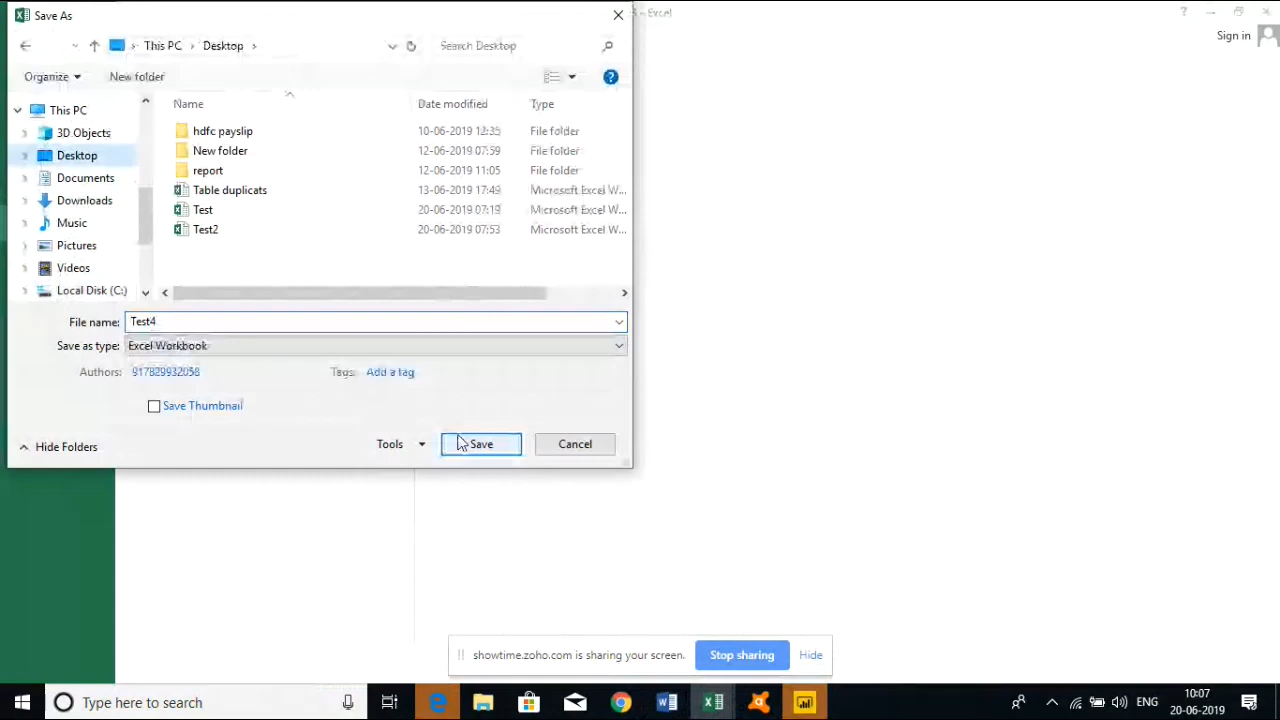 Save As
- Excel
Sign in
This PC > Desktop >
Search Desktop
Organize
New folder
This PC
3D Objects
Desktop
Documents
Downloads
Music
Pictures
Videos
Local Disk (C:)
Name Date modified Type
hdfc payslip 10-06-2019 12:35 File folder
New folder 12-06-2019 07:59 File folder
report 12-06-2019 11:05 File folder
Table duplicats 13-06-2019 17:49 Microsoft Excel W...
Test 20-06-2019 07:19 Microsoft Excel W...
Test2 20-06-2019 07:53 Microsoft Excel W...
File name: Test4
Save as type: Excel Workbook
Authors: 917829932058
Tags: Add a tag
Save Thumbnail
Hide Folders
Tools
Save
Cancel
showtime.zoho.com is sharing your screen.
Stop sharing
Hide
Type here to search
ENG
10:07
20-06-2019